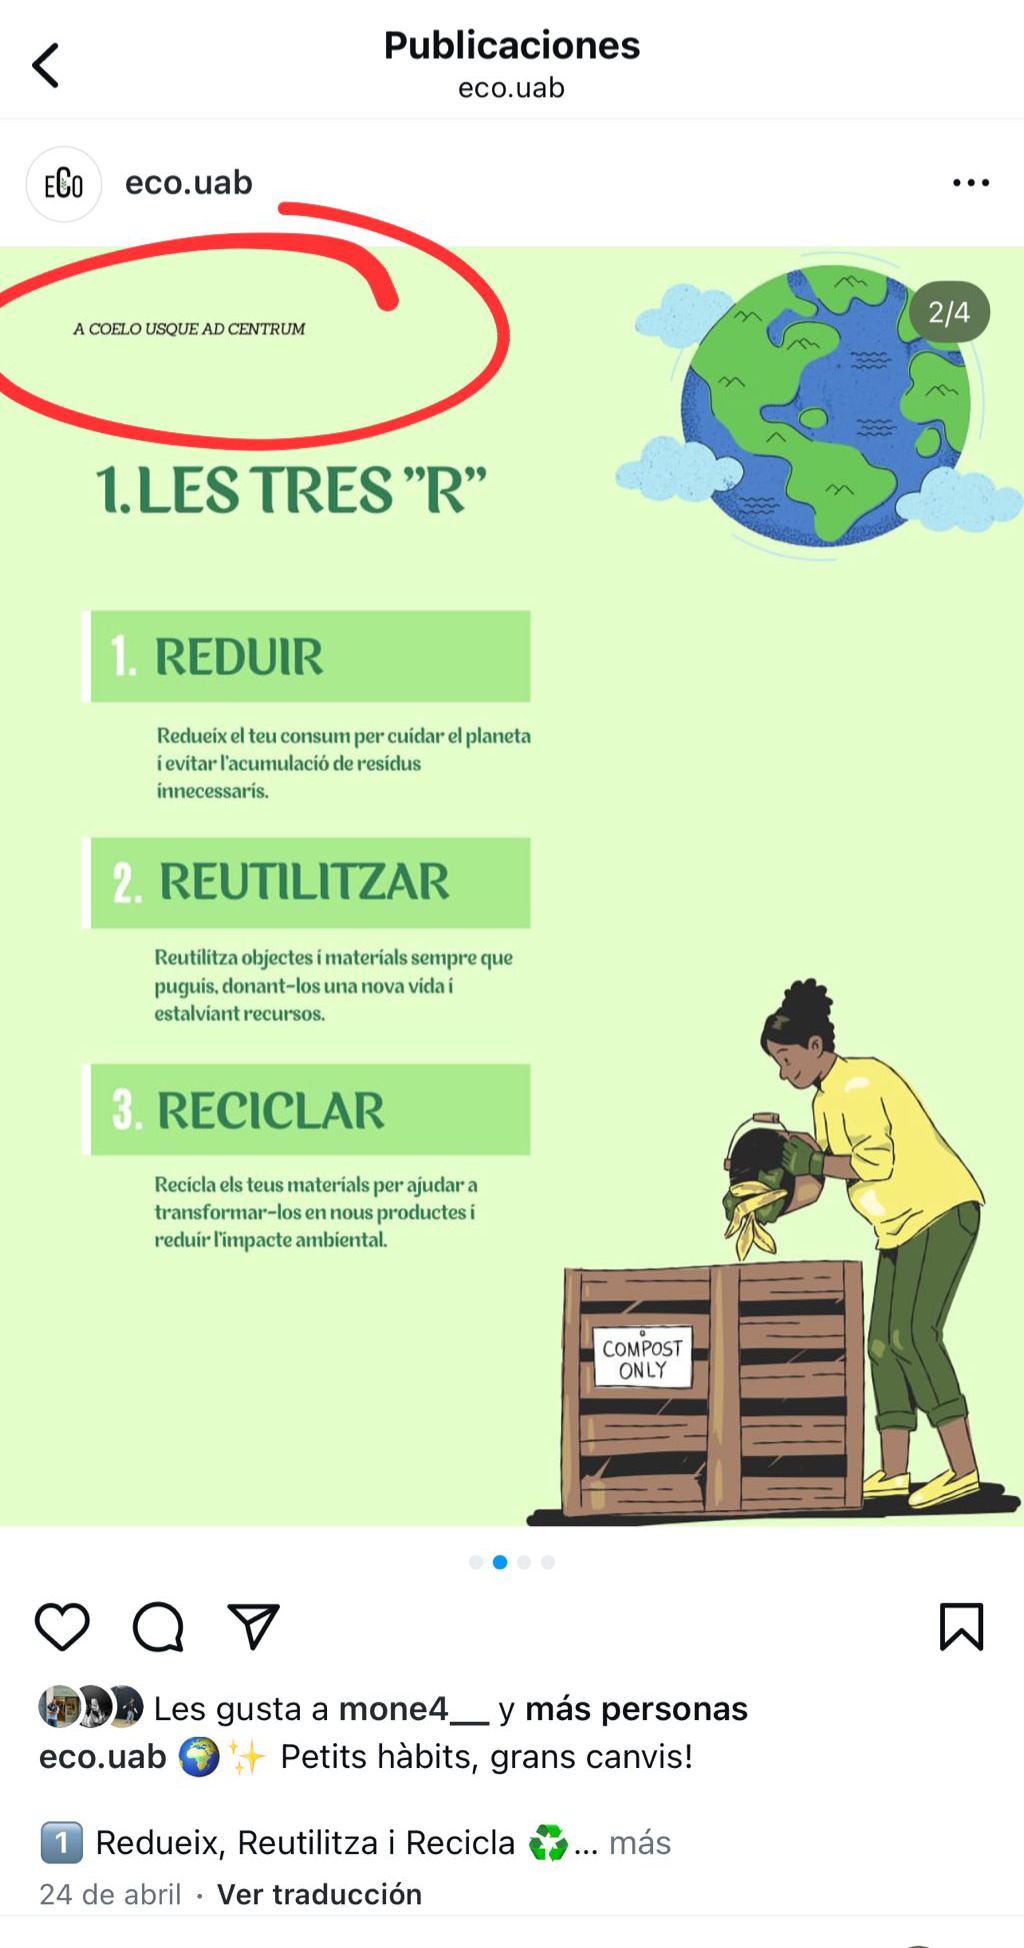 Publicaciones
eco.uab
ECO
eco.uab
A COELO USQUE AD CENTRUM
2/4
1.LES TRES "R"
1. REDUIR
Redueix el teu consum per cuidar el planeta
i evitar l'acumulació de residus
innecessaris.
2. REUTILITZAR
Reutilitza objectes i materials sempre que
puguis, donant-los una nova vida i
estalviant recursos.
3. RECICLAR
Recicla els teus materials per ajudar a
transformar-los en nous productes i
reduir l'impacte ambiental.
COMPOST
ONLY
Les gusta a mone4__ y más personas
eco.uab 🌍✨ Petits hàbits, grans canvis!
1️⃣ Redueix, Reutilitza i Recicla ♻️... más
24 de abril · Ver traducción